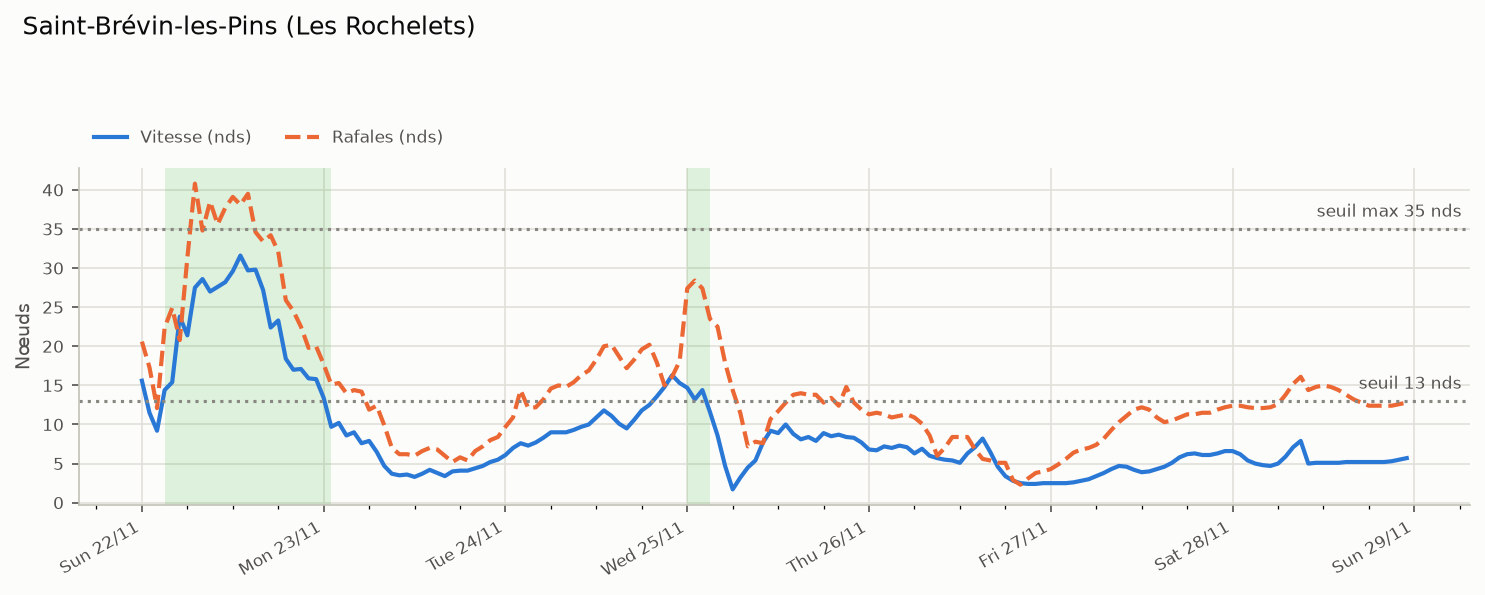 Saint-Brévin-les-Pins (Les Rochelets)
Vitesse (nds)
Rafales (nds)
Nœuds
40
35
30
25
20
15
10
5
0
seuil max 35 nds
seuil 13 nds
Sun 22/11
Mon 23/11
Tue 24/11
Wed 25/11
Thu 26/11
Fri 27/11
Sat 28/11
Sun 29/11